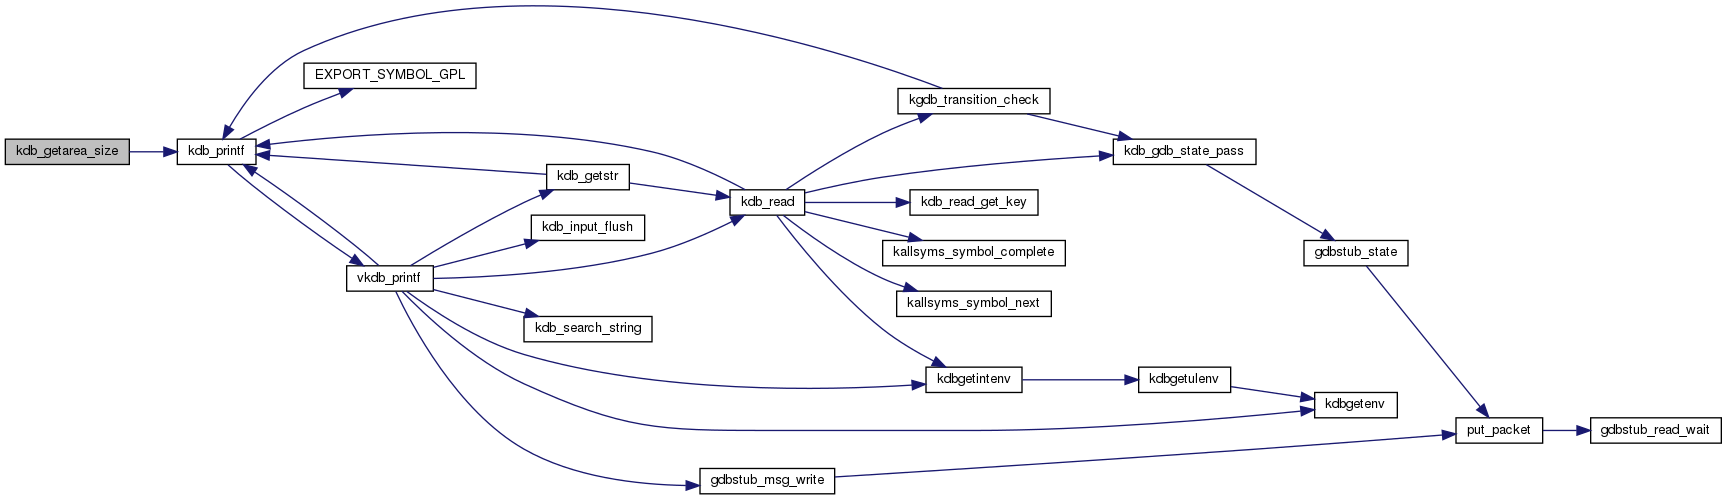 EXPORT_SYMBOL_GPL
kgdb_transition_check
kdb_getarea_size
kdb_printf
kdb_gdb_state_pass
kdb_getstr
kdb_read
kdb_read_get_key
kdb_input_flush
kallsyms_symbol_complete
gdbstub_state
vkdb_printf
kallsyms_symbol_next
kdb_search_string
kdbgetintenv
kdbgetulenv
kdbgetenv
put_packet
gdbstub_read_wait
gdbstub_msg_write